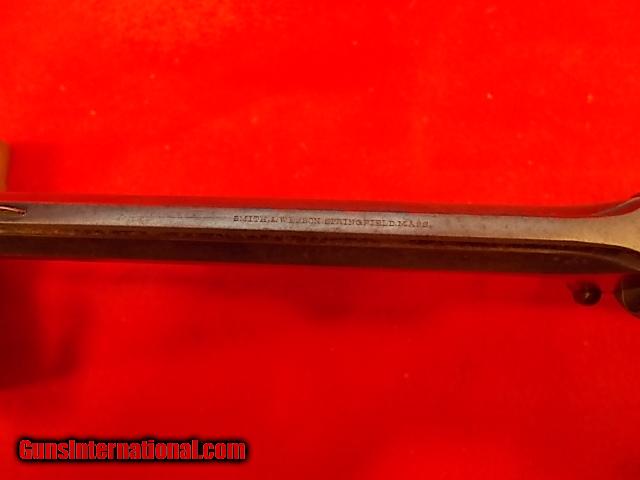 SMITH & WESSON SPRINGFIELD, MASS.
GunsInternational.com